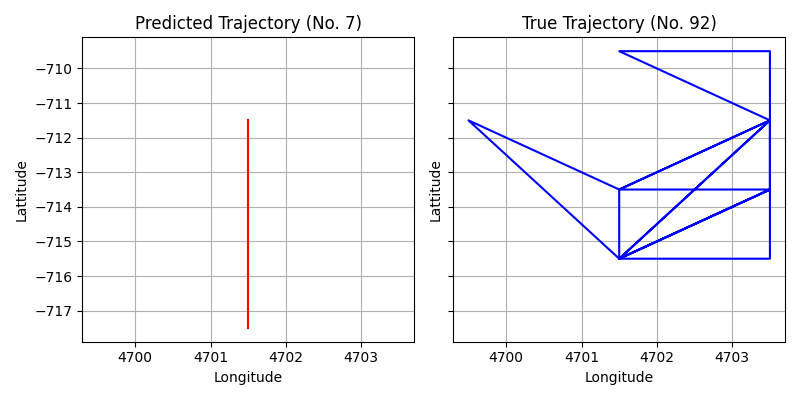 Predicted Trajectory (No. 7)
True Trajectory (No. 92)
Lattitude
−710
−711
−712
−713
−714
−715
−716
−717
4700
4701
4702
4703
Longitude
Lattitude
4700
4701
4702
4703
Longitude